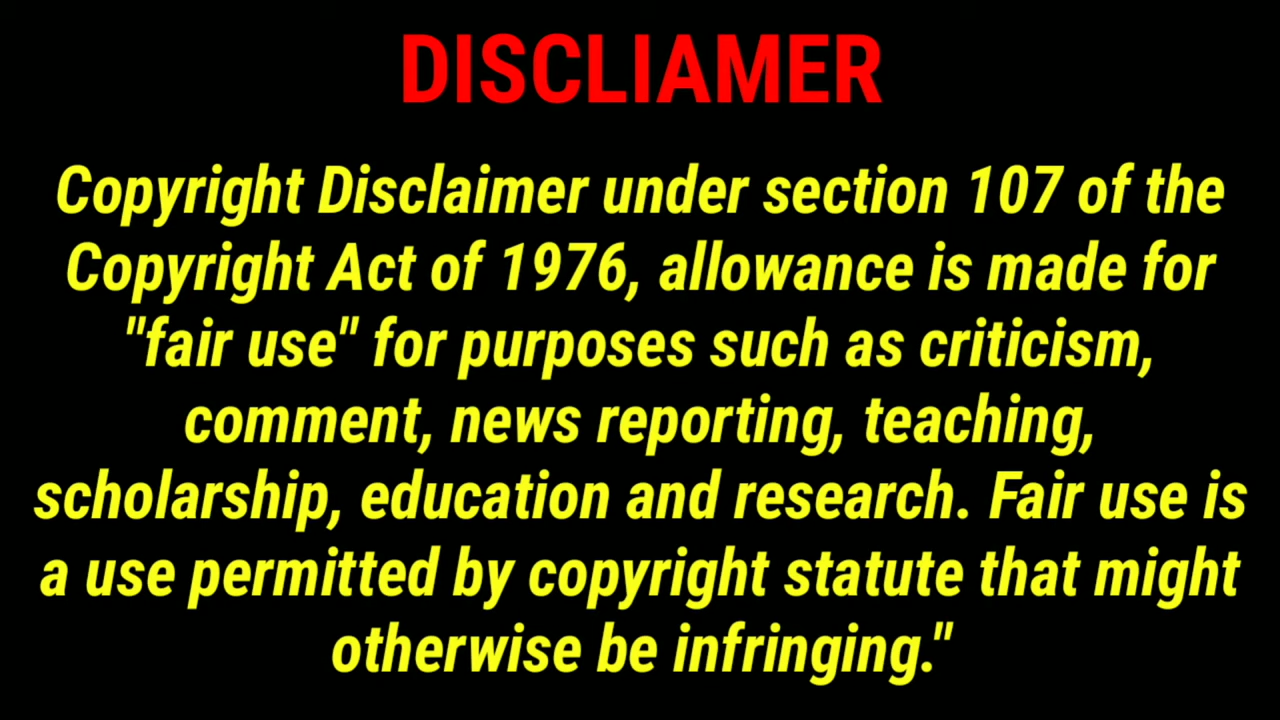 DISCLIAMER
Copyright Disclaimer under section 107 of the
Copyright Act of 1976, allowance is made for
"fair use" for purposes such as criticism,
comment, news reporting, teaching,
scholarship, education and research. Fair use is
a use permitted by copyright statute that might
otherwise be infringing."